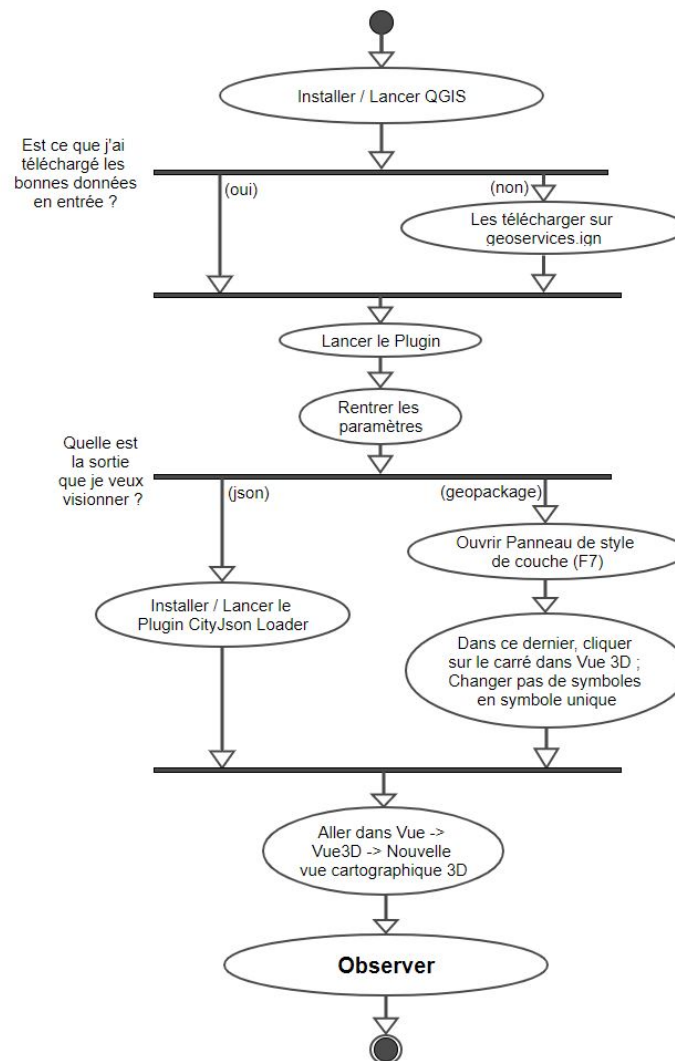 Installer / Lancer QGIS
Est ce que j'ai
téléchargé les
bonnes données
en entrée ?
(oui)
(non)
Les télécharger sur
geoservices.ign
Lancer le Plugin
Rentrer les
paramètres
Quelle est
la sortie
que je veux
visionner ?
(json)
(geopackage)
Ouvrir Panneau de style
de couche (F7)
Installer / Lancer le
Plugin CityJson Loader
Dans ce dernier, cliquer
sur le carré dans Vue 3D ;
Changer pas de symboles
en symbole unique
Aller dans Vue ->
Vue3D -> Nouvelle
vue cartographique 3D
Observer